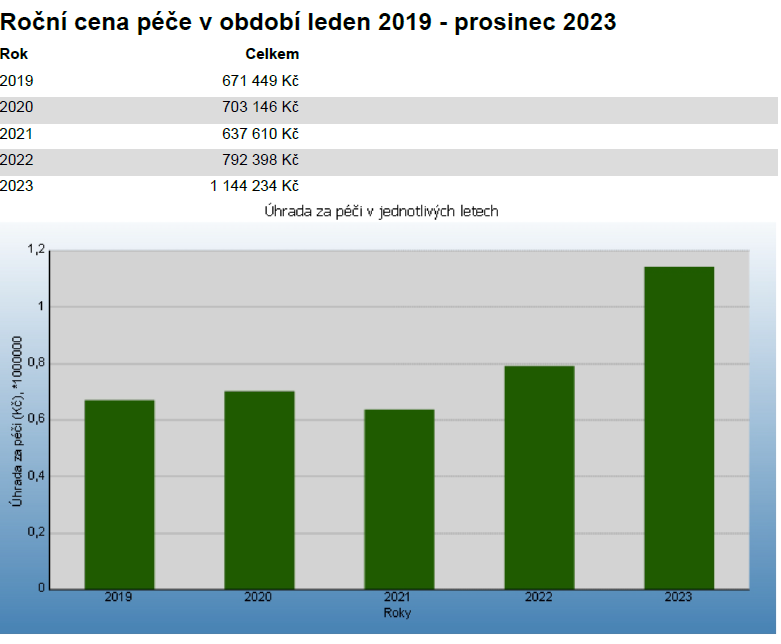 Roční cena péče v období leden 2019 - prosinec 2023
Rok Celkem
2019 671 449 Kč
2020 703 146 Kč
2021 637 610 Kč
2022 792 398 Kč
2023 1 144 234 Kč
Úhrada za péči v jednotlivých letech
Úhrada za péči (Kč), *1000000
1,2
1
0,8
0,6
0,4
0,2
0
2019 2020 2021 2022 2023
Roky